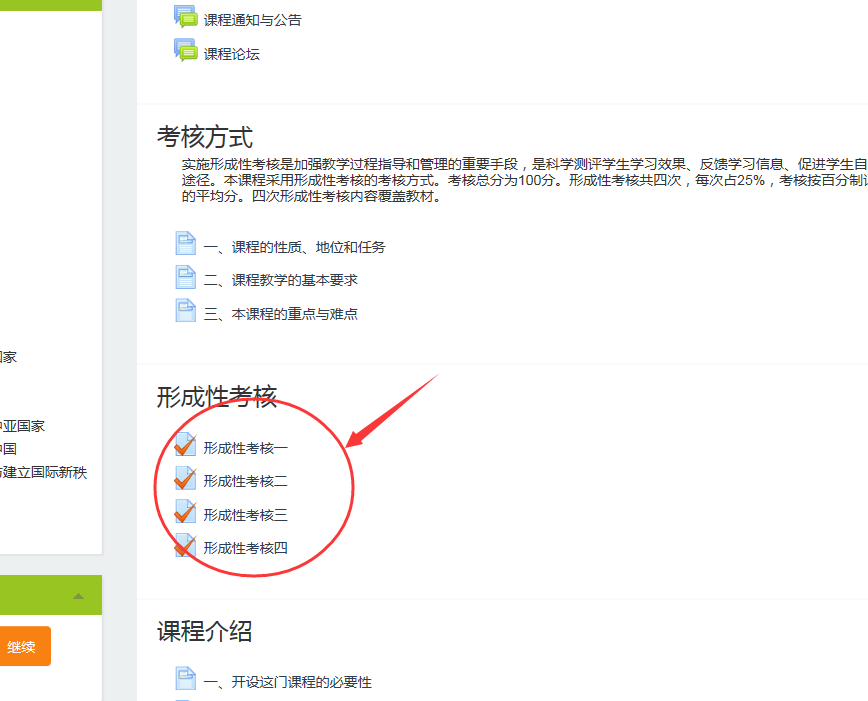 课程通知与公告
课程论坛
考核方式
实施形成性考核是加强教学过程指导和管理的重要手段，是科学测评学生学习效果、反馈学习信息、促进学生自
途径。本课程采用形成性考核的考核方式。考核总分为100分。形成性考核共四次，每次占25%，考核按百分制
的平均分。四次形成性考核内容覆盖教材。
一、课程的性质、地位和任务
二、课程教学的基本要求
三、本课程的重点与难点
家
形成性考核
亚国家
国
建立国际新秩
形成性考核一
形成性考核二
形成性考核三
形成性考核四
课程介绍
继续
一、开设这门课程的必要性